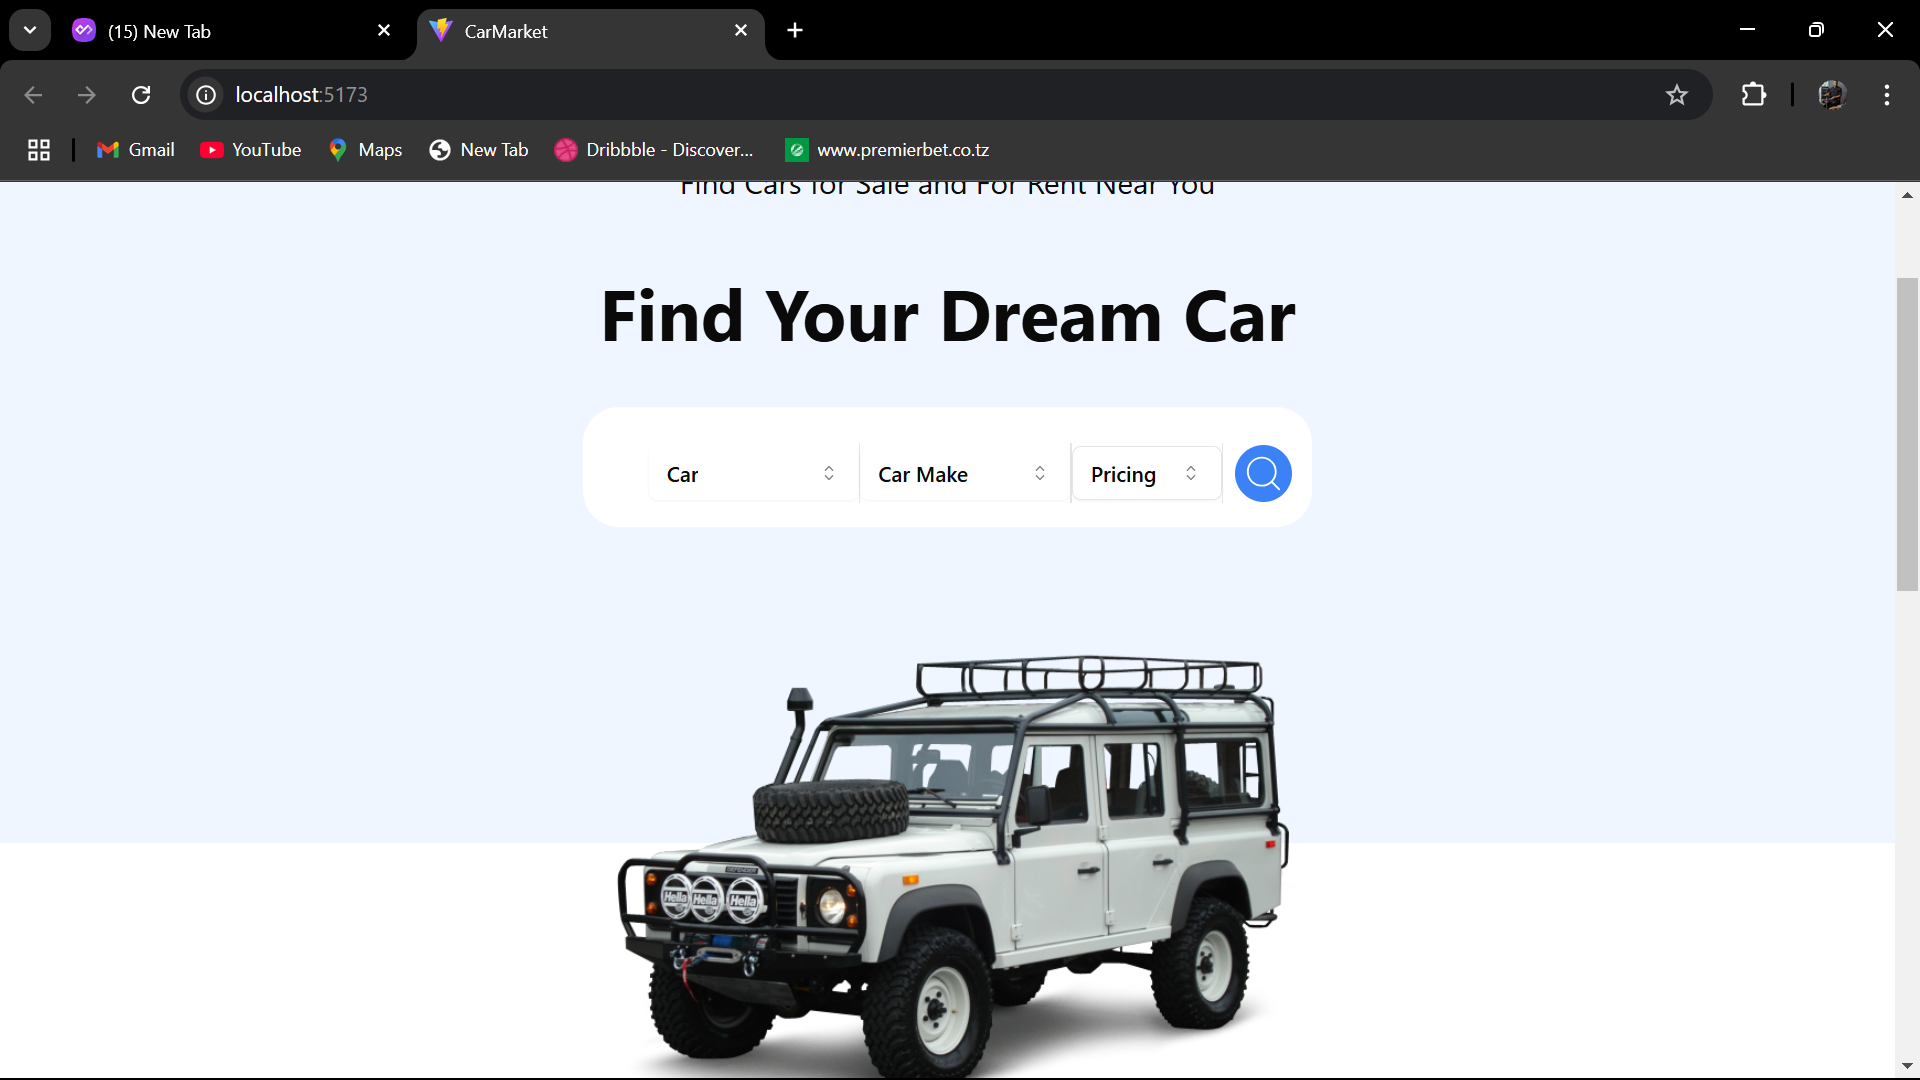 (15) New Tab
CarMarket
localhost:5173
Gmail
YouTube
Maps
New Tab
Dribbble - Discover...
www.premierbet.co.tz
Find Cars for Sale and For Rent Near You
Find Your Dream Car
Car
Car Make
Pricing
DEFENDER
Hella Hella Hella